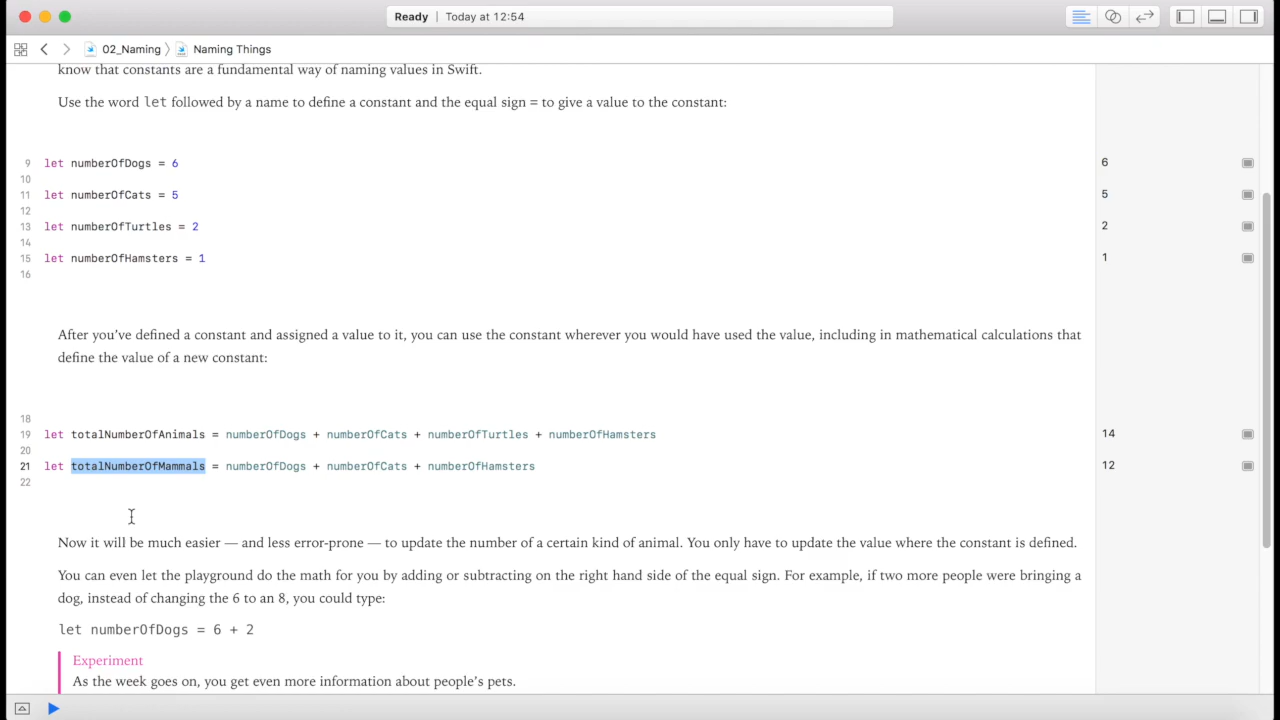 Ready | Today at 12:54
02_Naming Naming Things
know that constants are a fundamental way of naming values in Swift.
Use the word let followed by a name to define a constant and the equal sign = to give a value to the constant:
9 let numberOfDogs = 6 6
10
11 let numberOfCats = 5 5
12
13 let numberOfTurtles = 2 2
14
15 let numberOfHamsters = 1 1
16
After you’ve defined a constant and assigned a value to it, you can use the constant wherever you would have used the value, including in mathematical calculations that
define the value of a new constant:
18
19 let totalNumberOfAnimals = numberOfDogs + numberOfCats + numberOfTurtles + numberOfHamsters 14
20
21 let totalNumberOfMammals = numberOfDogs + numberOfCats + numberOfHamsters 12
22
Now it will be much easier — and less error-prone — to update the number of a certain kind of animal. You only have to update the value where the constant is defined.
You can even let the playground do the math for you by adding or subtracting on the right hand side of the equal sign. For example, if two more people were bringing a
dog, instead of changing the 6 to an 8, you could type:
let numberOfDogs = 6 + 2
Experiment
As the week goes on, you get even more information about people’s pets.